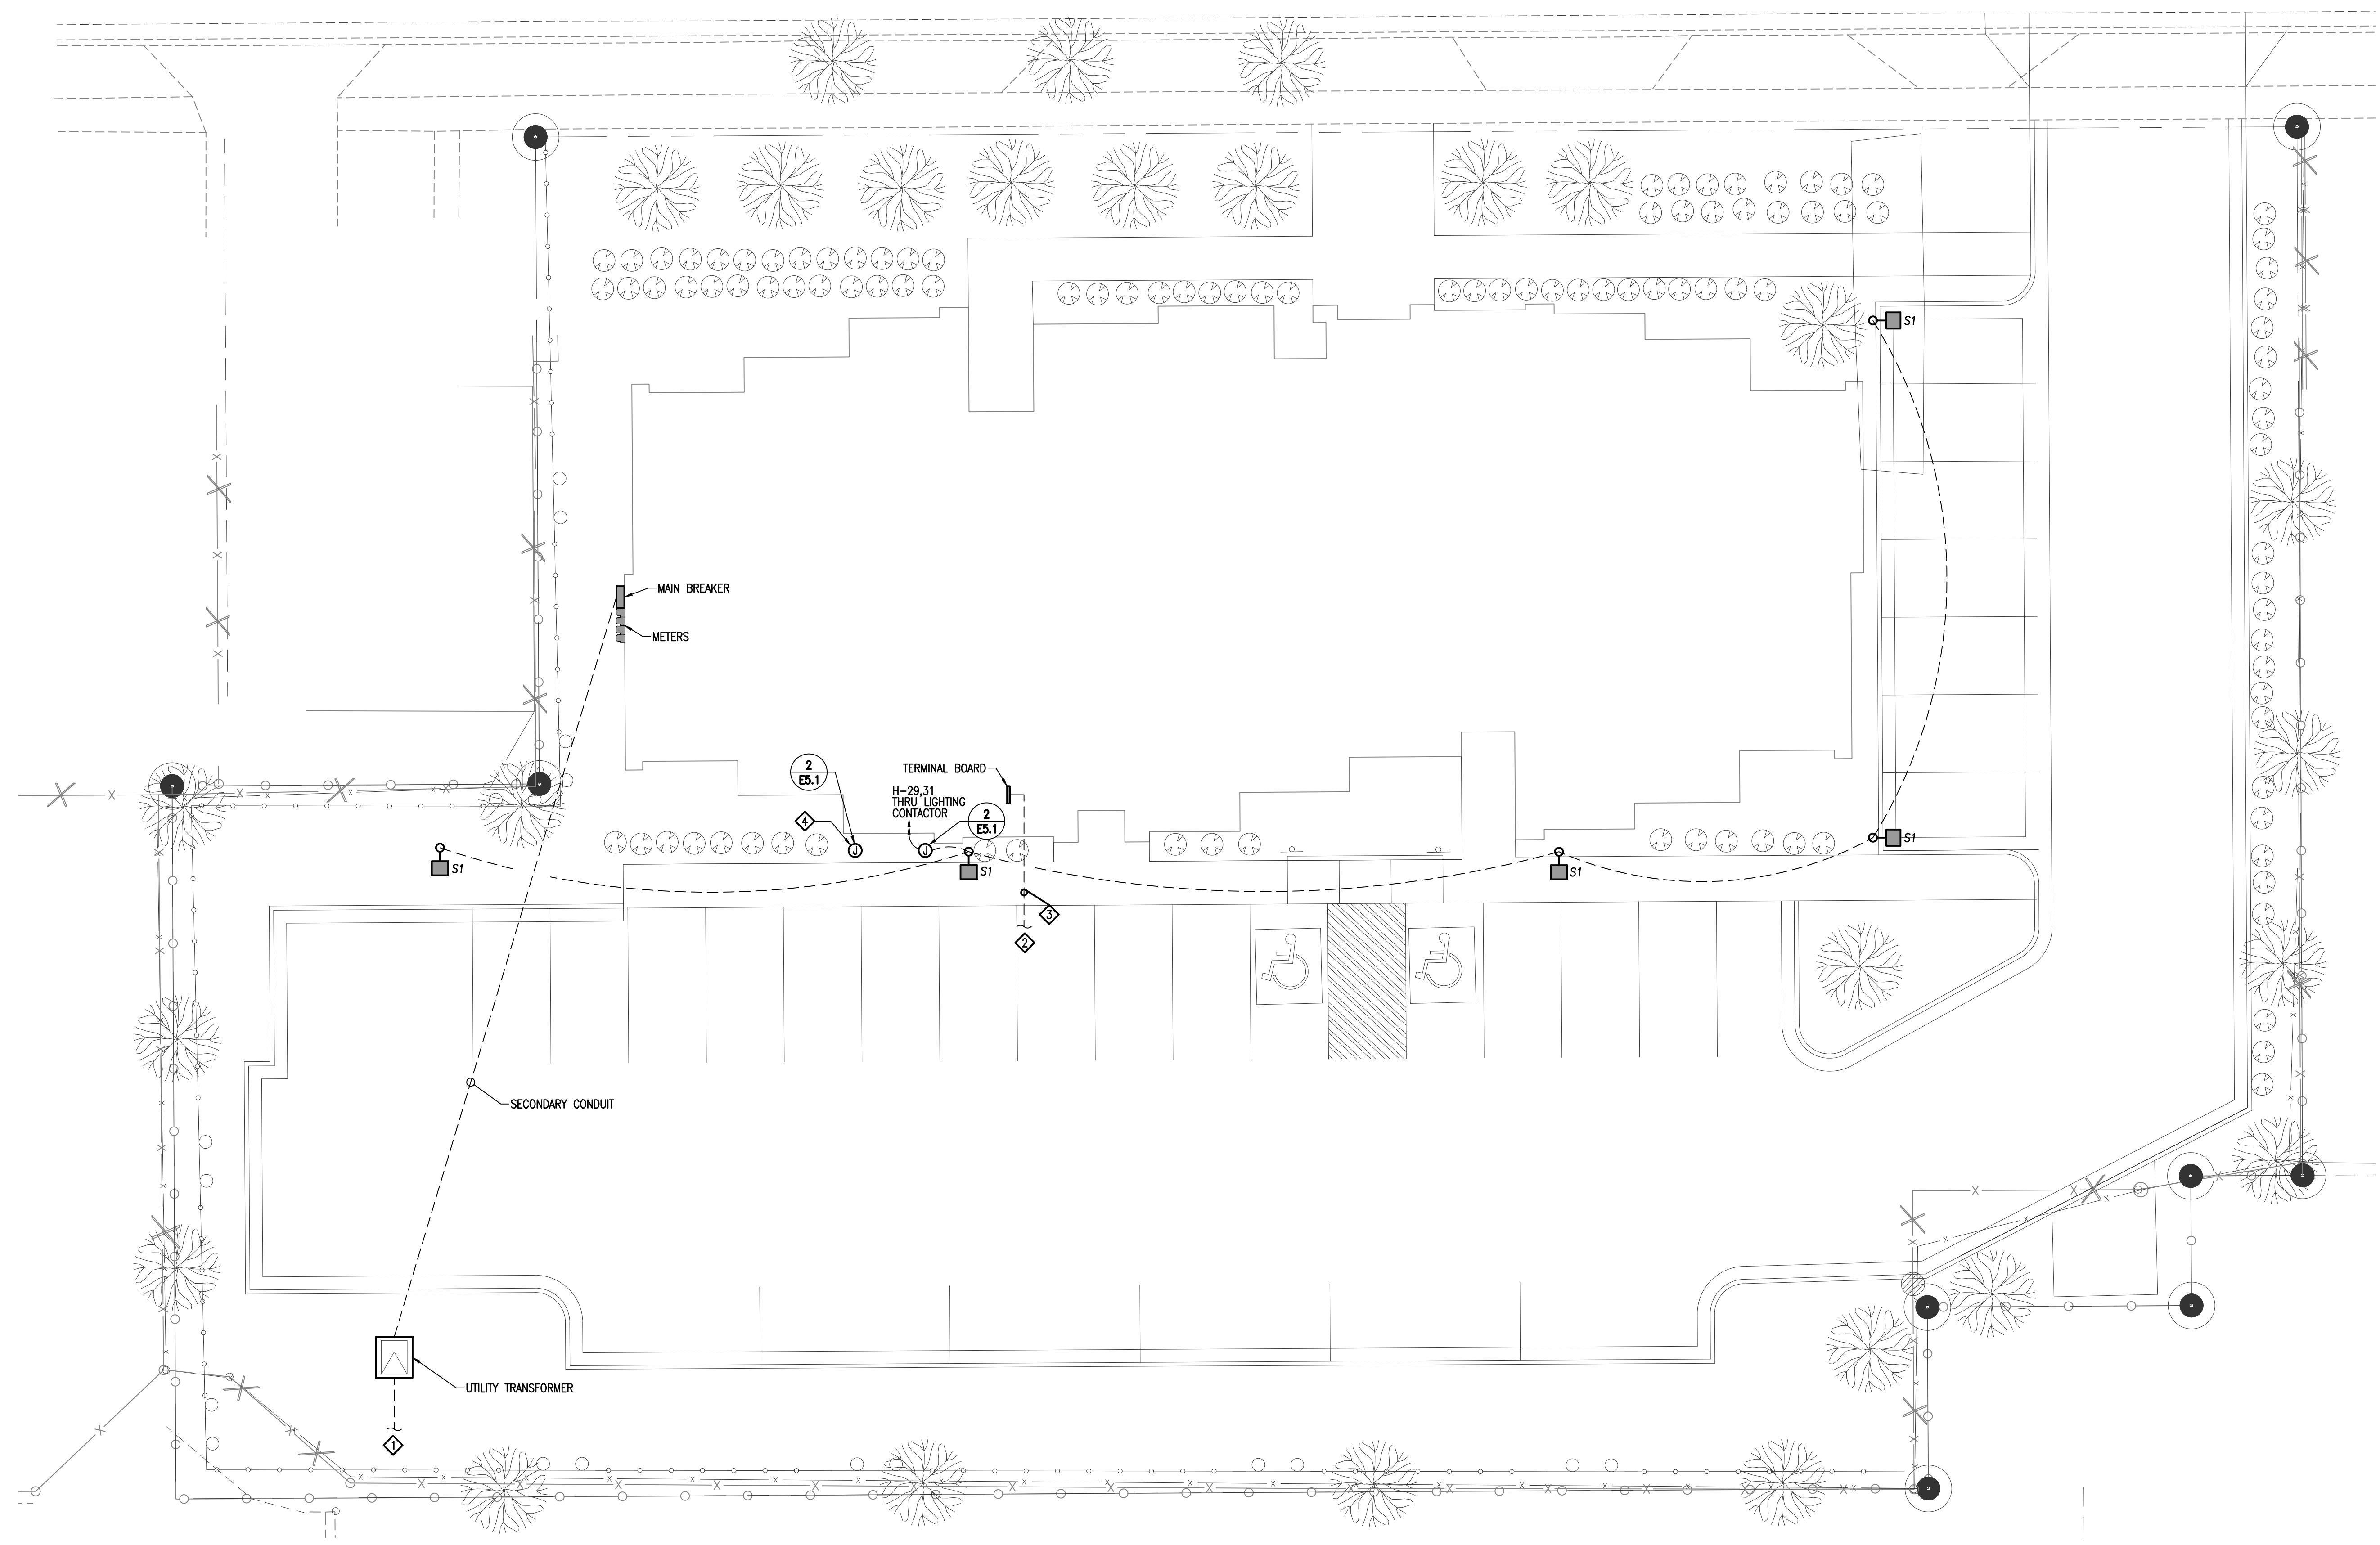 S1
MAIN BREAKER
METERS
2
E5.1
TERMINAL BOARD
H-29,31
THRU LIGHTING
CONTACTOR
2
E5.1
4
J
J
S1
S1
S1
S1
3
2
SECONDARY CONDUIT
UTILITY TRANSFORMER
1